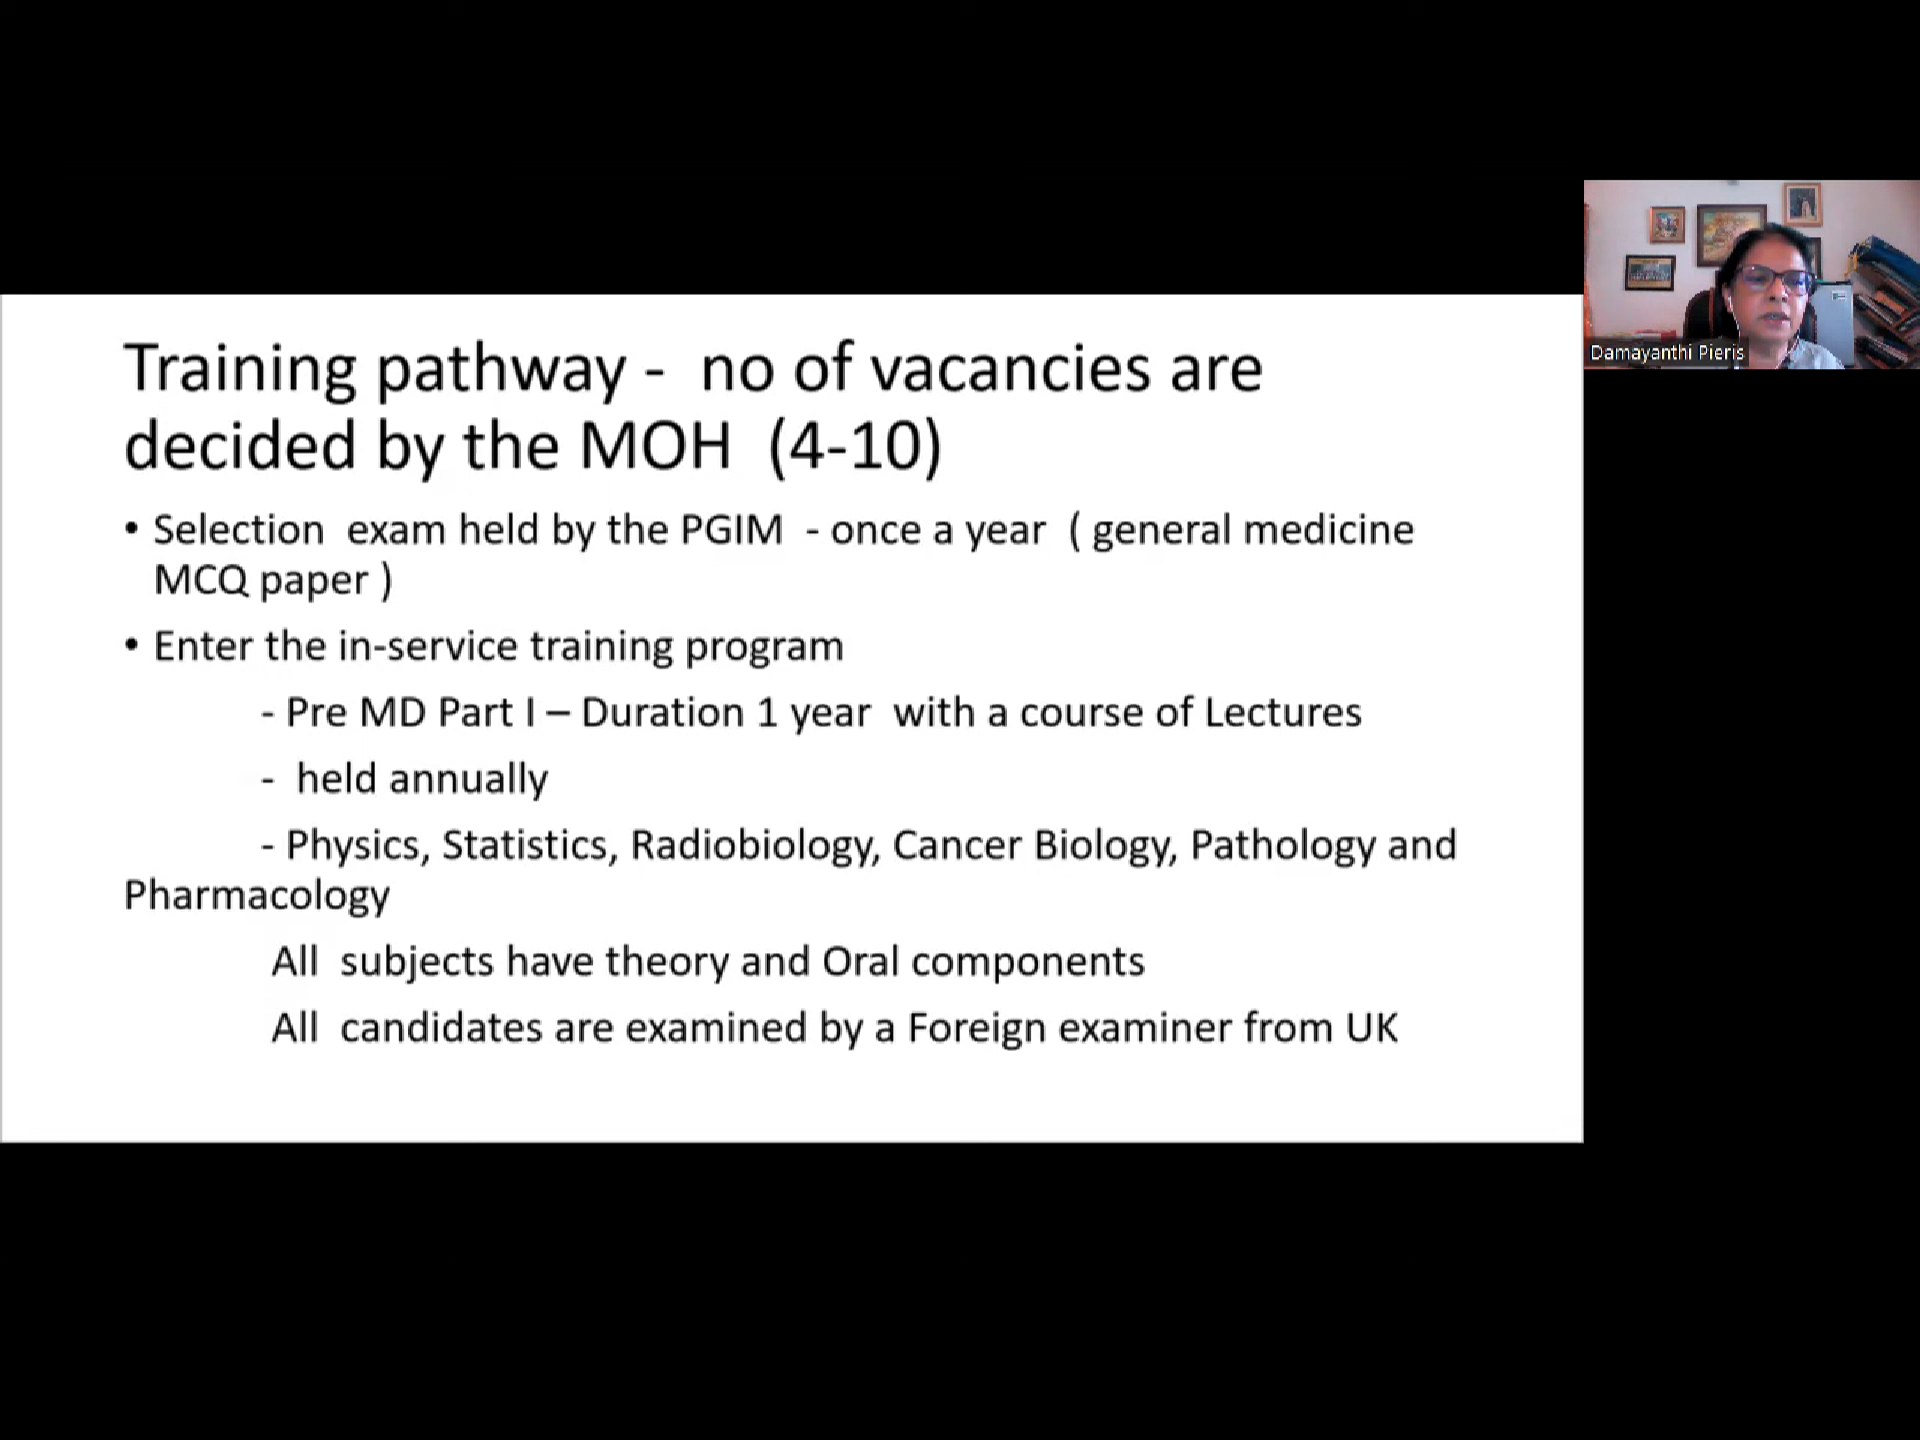 Training pathway -  no of vacancies are
decided by the MOH  (4-10)
• Selection  exam held by the PGIM  - once a year  ( general medicine
MCQ paper )
• Enter the in-service training program
- Pre MD Part I – Duration 1 year  with a course of Lectures
-  held annually
- Physics, Statistics, Radiobiology, Cancer Biology, Pathology and
Pharmacology
All  subjects have theory and Oral components
All  candidates are examined by a Foreign examiner from UK
Damayanthi Pieris